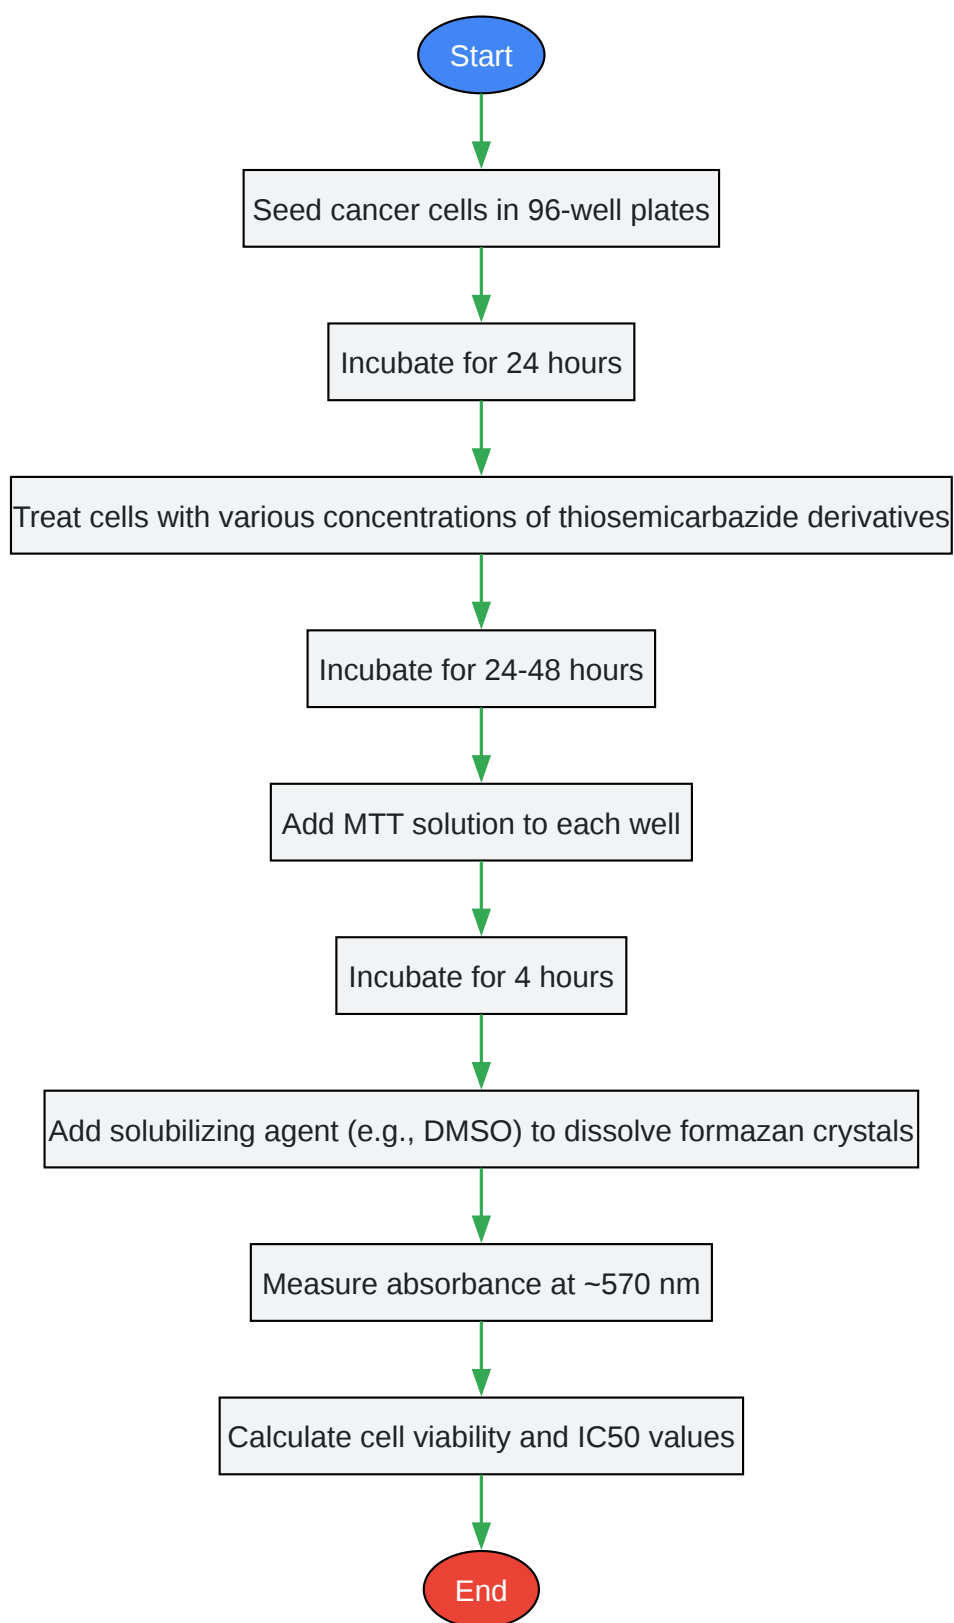 Start
Seed cancer cells in 96-well plates
Incubate for 24 hours
Treat cells with various concentrations of thiosemicarbazide derivatives
Incubate for 24-48 hours
Add MTT solution to each well
Incubate for 4 hours
Add solubilizing agent (e.g., DMSO) to dissolve formazan crystals
Measure absorbance at ~570 nm
Calculate cell viability and IC50 values
End